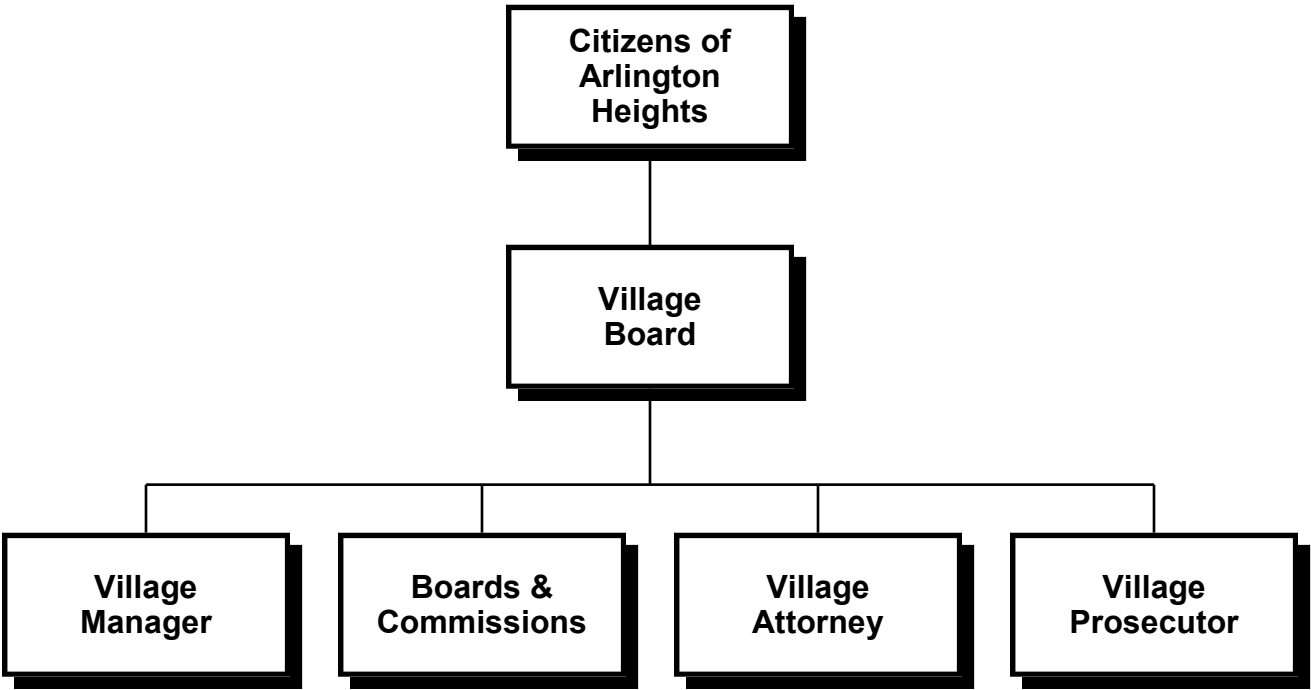 Citizens of
Arlington
Heights
Village
Board
Village
Manager
Boards &
Commissions
Village
Attorney
Village
Prosecutor